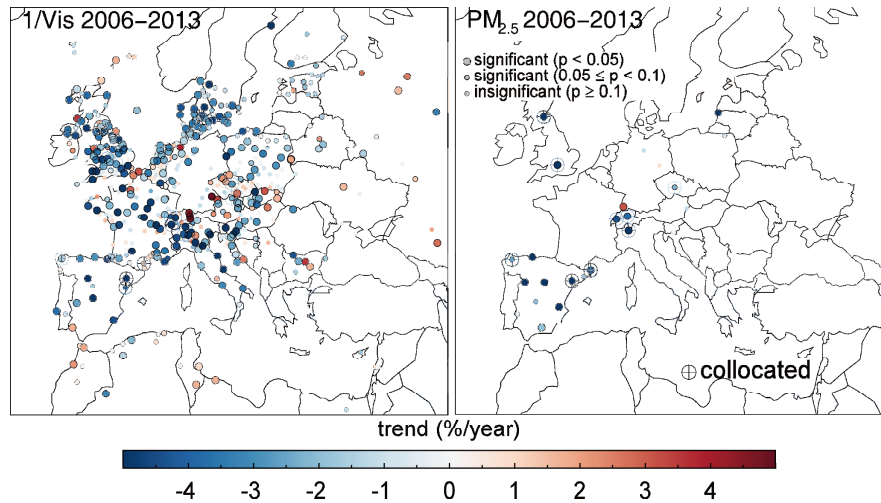 1/Vis 2006−2013
PM2.5 2006−2013
significant (p < 0.05)
significant (0.05 ≤ p < 0.1)
insignificant (p ≥ 0.1)
collocated
trend (%/year)
-4 -3 -2 -1 0 1 2 3 4